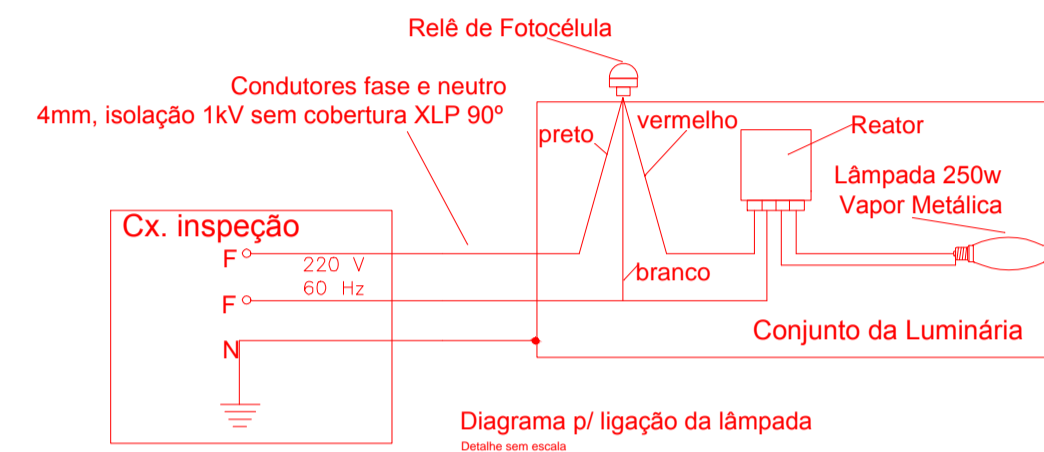 Relê de Fotocélula
Condutores fase e neutro
4mm, isolação 1kV sem cobertura XLP 90º
preto
vermelho
Reator
Lâmpada 250w
Vapor Metálica
Cx. inspeção
F
220 V
60 Hz
F
branco
N
Conjunto da Luminária
Diagrama p/ ligação da lâmpada
Detalhe sem escala